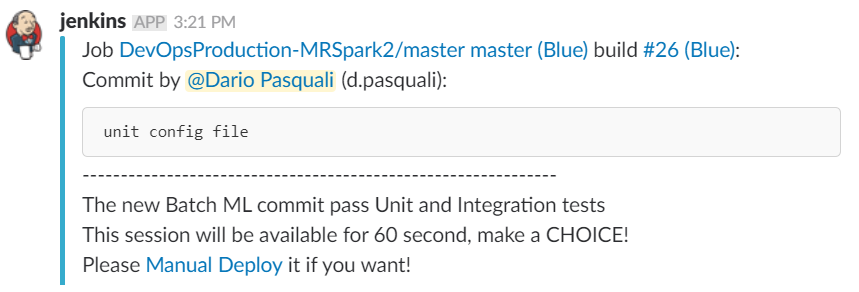 jenkins APP 3:21 PM
Job DevOpsProduction-MRSpark2/master master (Blue) build #26 (Blue):
Commit by @Dario Pasquali (d.pasquali):
unit config file
---------------------------------------------------------------
The new Batch ML commit pass Unit and Integration tests
This session will be available for 60 second, make a CHOICE!
Please Manual Deploy it if you want!